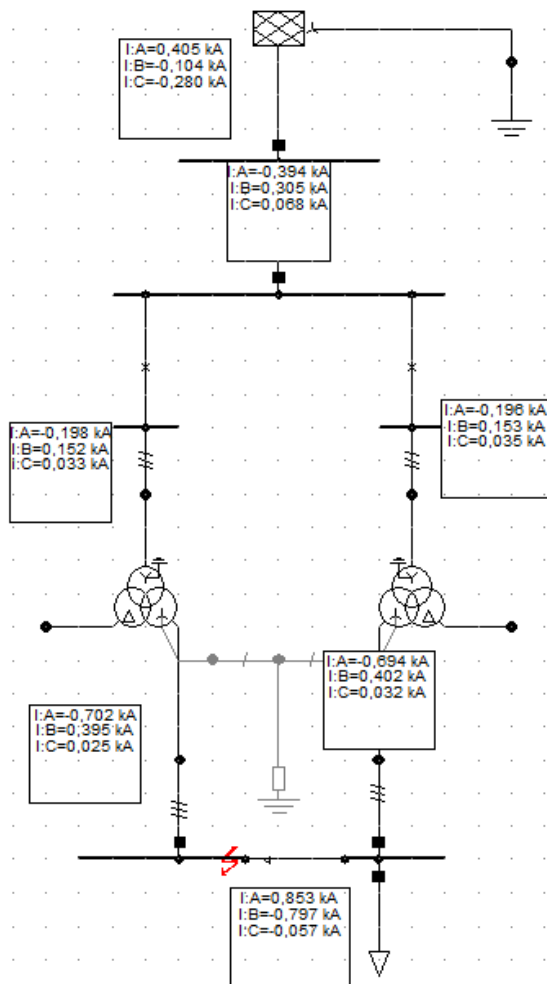 I:A=0,405 kA
I:B=-0,104 kA
I:C=-0,280 kA
I:A=-0,394 kA
I:B=0,305 kA
I:C=0,068 kA
I:A=-0,198 kA
I:B=0,152 kA
I:C=0,033 kA
I:A=-0,196 kA
I:B=0,153 kA
I:C=0,035 kA
I:A=-0,694 kA
I:B=0,402 kA
I:C=0,032 kA
I:A=-0,702 kA
I:B=0,395 kA
I:C=0,025 kA
I:A=0,853 kA
I:B=-0,797 kA
I:C=-0,057 kA